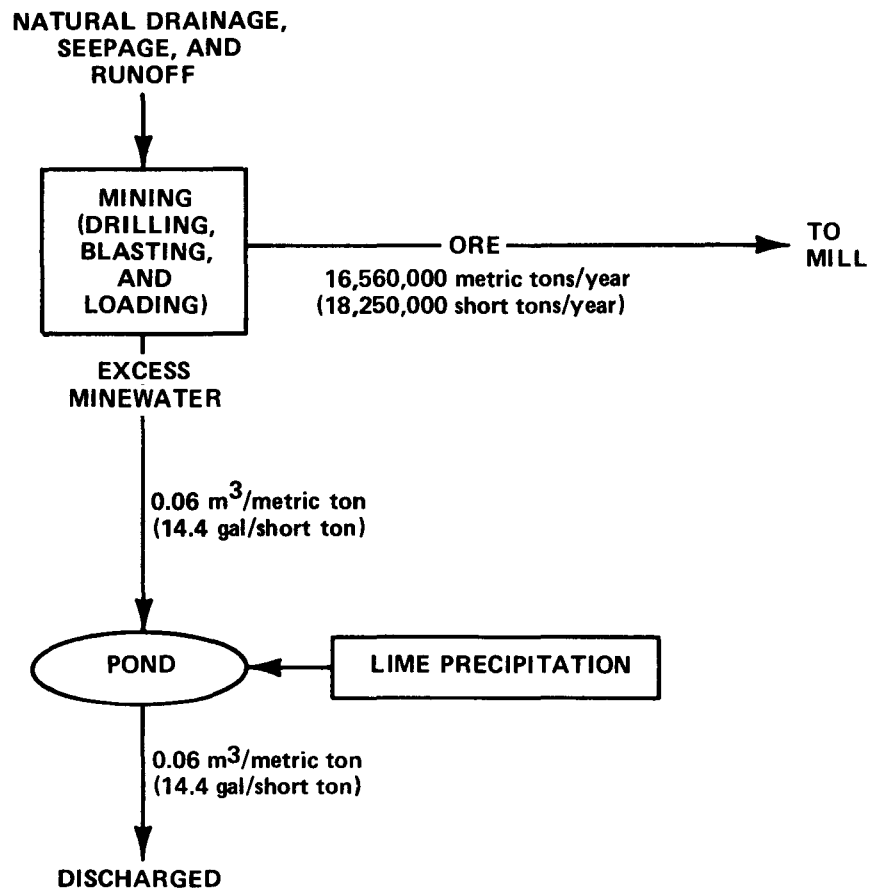 NATURAL DRAINAGE,
SEEPAGE, AND
RUNOFF
MINING
(DRILLING,
BLASTING,
AND
LOADING)
ORE
16,560,000 metric tons/year
(18,250,000 short tons/year)
TO
MILL
EXCESS
MINEWATER
0.06 m³/metric ton
(14.4 gal/short ton)
POND
LIME PRECIPITATION
0.06 m³/metric ton
(14.4 gal/short ton)
DISCHARGED